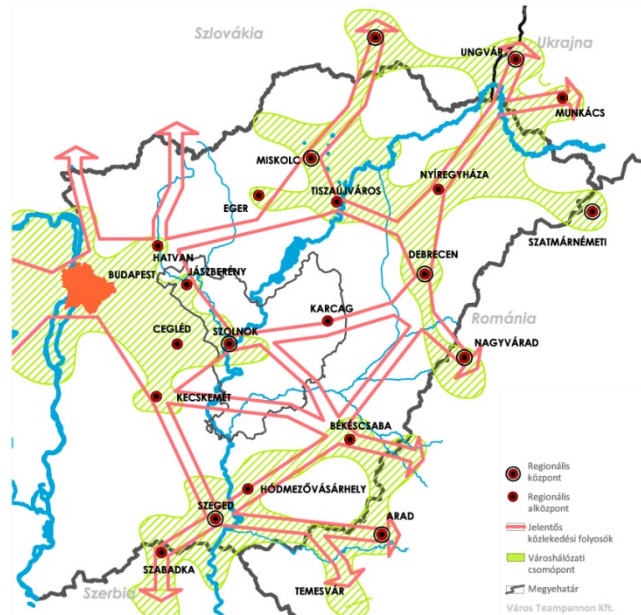 Szlovákia
Ukrajna
UNGVÁR
MUNKÁCS
MISKOLC
NYÍREGYHÁZA
EGER
TISZAÚJVÁROS
SZATMÁRNÉMETI
HATVAN
DEBRECEN
BUDAPEST
JÁSZBERÉNY
KARCAG
Románia
CEGLÉD
SZOLNOK
NAGYVÁRAD
KECSKEMÉT
BÉKÉSCSABA
HÓDMEZŐVÁSÁRHELY
SZEGED
ARAD
SZABADKA
TEMESVÁR
Szerbia
Regionális
központ
Regionális
alközpont
Jelentős
közlekedési folyosók
Városhálózati
csomópont
Megyehatár
Város Teampannon Kft.